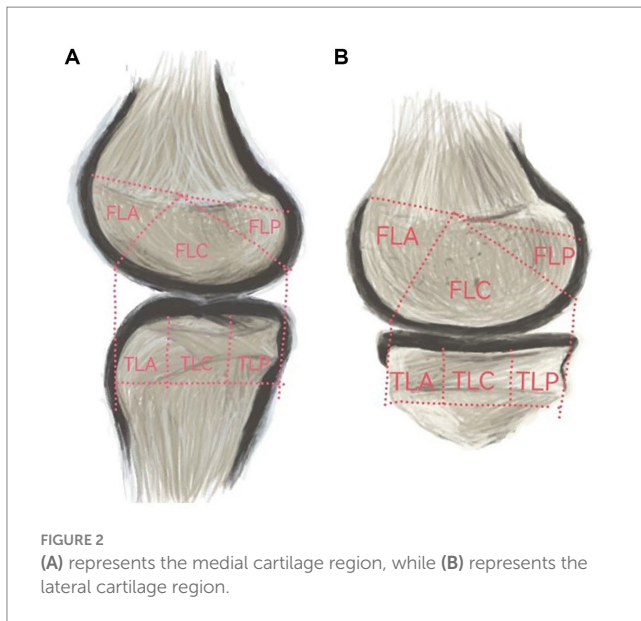 A
B
FLA
FLP
FLC
TLA TLC TLP
FLA
FLP
FLC
TLA TLC TLP
FIGURE 2
(A) represents the medial cartilage region, while (B) represents the
lateral cartilage region.